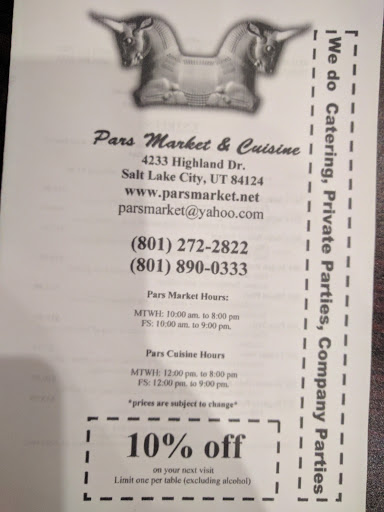 Pars Market & Cuisine
4233 Highland Dr.
Salt Lake City, UT 84124
www.parsmarket.net
parsmarket@yahoo.com
(801) 272-2822
(801) 890-0333
Pars Market Hours:
MTWH: 10:00 am. to 8:00 pm
FS: 10:00 am. to 9:00 pm.
Pars Cuisine Hours
MTWH: 12:00 pm. to 8:00 pm
FS: 12:00 pm. to 9:00 pm.
*prices are subject to change*
10% off
on your next visit
Limit one per table (excluding alcohol)
We do Catering, Private Parties, Company Parties